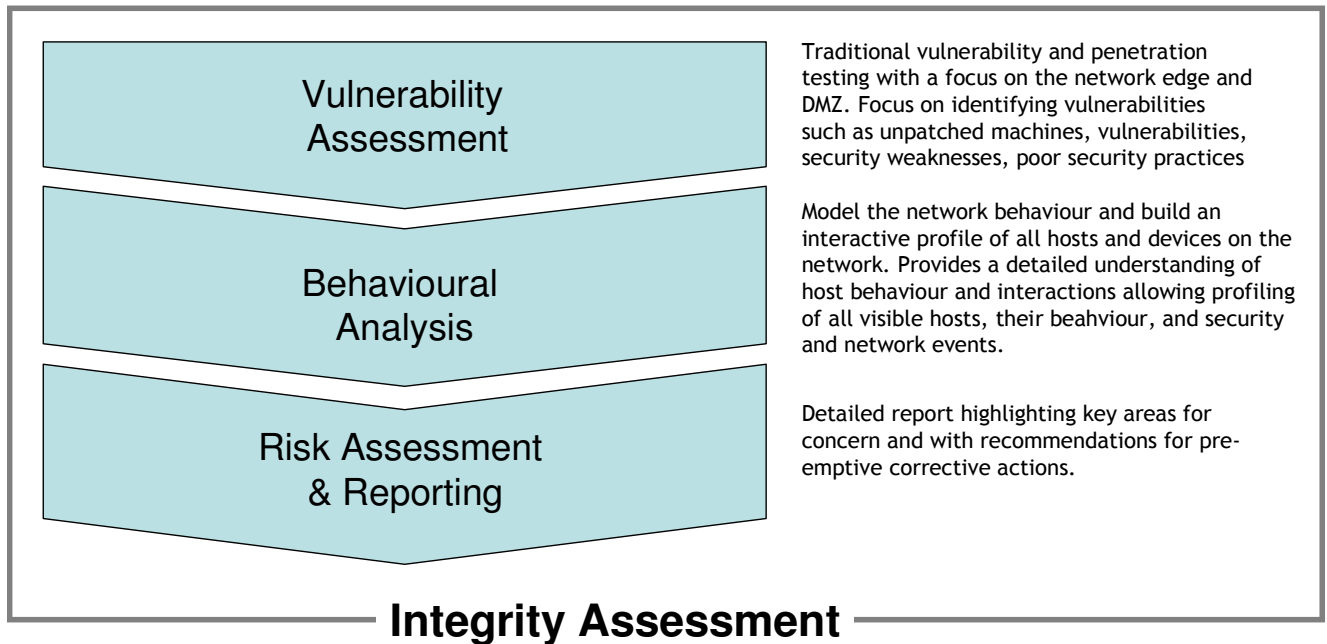 Vulnerability
Assessment
Traditional vulnerability and penetration
testing with a focus on the network edge and
DMZ. Focus on identifying vulnerabilities
such as unpatched machines, vulnerabilities,
security weaknesses, poor security practices
Behavioural
Analysis
Model the network behaviour and build an
interactive profile of all hosts and devices on the
network. Provides a detailed understanding of
host behaviour and interactions allowing profiling
of all visible hosts, their beahviour, and security
and network events.
Risk Assessment
& Reporting
Detailed report highlighting key areas for
concern and with recommendations for pre-
emptive corrective actions.
Integrity Assessment